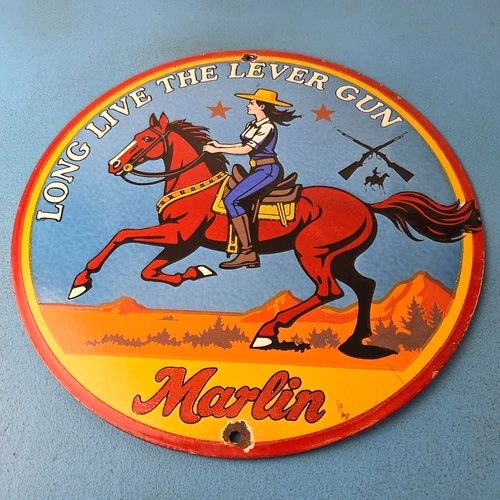 LONG LIVE THE LEVER GUN
Marlin